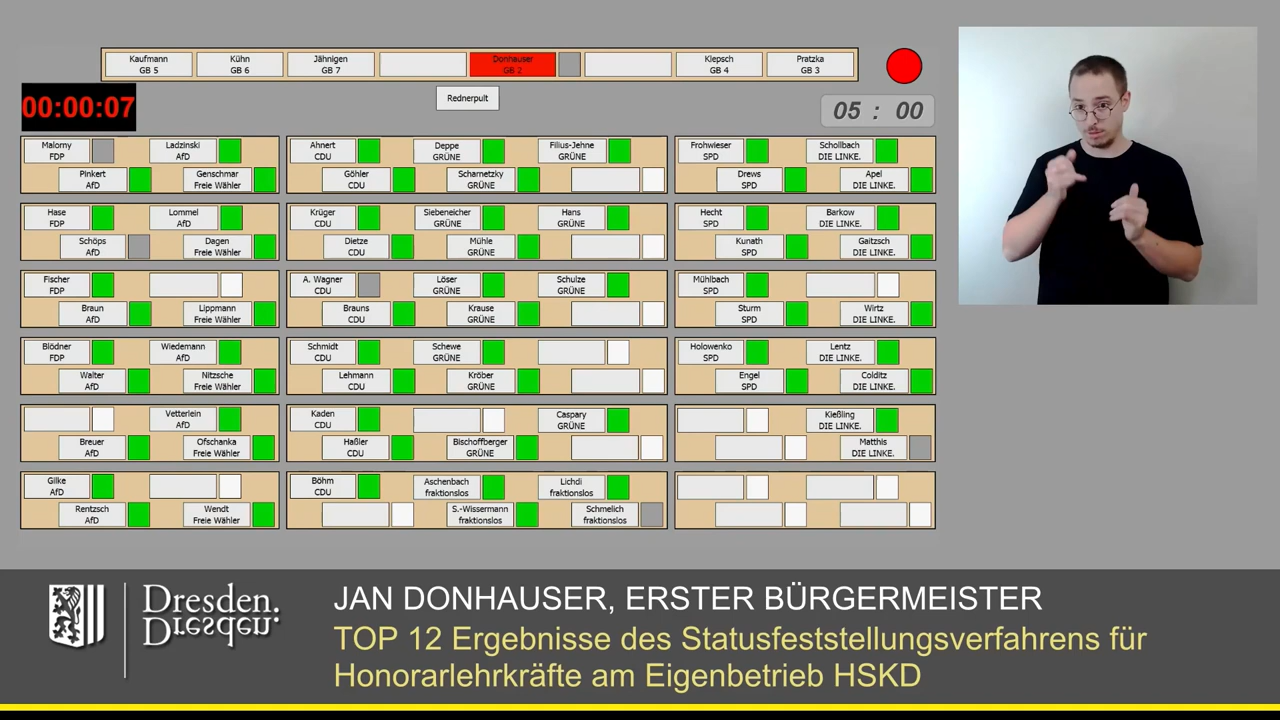 Kaufmann
GB 5
Kühn
GB 6
Jähnigen
GB 7
Donhauser
GB 2
Klepsch
GB 4
Pratzka
GB 3
00:00:07
Rednerpult
05 : 00
Malorny
FDP
Ladzinski
AfD
Pinkert
AfD
Genschmar
Freie Wähler
Ahnert
CDU
Deppe
GRÜNE
Filius-Jehne
GRÜNE
Göhler
CDU
Scharnetzky
GRÜNE
Frohwieser
SPD
Schollbach
DIE LINKE.
Drews
SPD
Apel
DIE LINKE.
Hase
FDP
Lommel
AfD
Schöps
AfD
Dagen
Freie Wähler
Krüger
CDU
Siebeneicher
GRÜNE
Hans
GRÜNE
Dietze
CDU
Mühle
GRÜNE
Hecht
SPD
Barkow
DIE LINKE.
Kunath
SPD
Gaitzsch
DIE LINKE.
Fischer
FDP
Braun
AfD
Lippmann
Freie Wähler
A. Wagner
CDU
Löser
GRÜNE
Schulze
GRÜNE
Brauns
CDU
Krause
GRÜNE
Mühlbach
SPD
Sturm
SPD
Wirtz
DIE LINKE.
Blödner
FDP
Wiedemann
AfD
Walter
AfD
Nitzsche
Freie Wähler
Schmidt
CDU
Schewe
GRÜNE
Lehmann
CDU
Kröber
GRÜNE
Holowenko
SPD
Lentz
DIE LINKE.
Engel
SPD
Colditz
DIE LINKE.
Vetterlein
AfD
Breuer
AfD
Ofschanka
Freie Wähler
Kaden
CDU
Caspary
GRÜNE
Haßler
CDU
Bischoffberger
GRÜNE
Kießling
DIE LINKE.
Matthis
DIE LINKE.
Gilke
AfD
Rentzsch
AfD
Wendt
Freie Wähler
Böhm
CDU
Aschenbach
fraktionslos
Lichdi
fraktionslos
S.-Wissermann
fraktionslos
Schmelich
fraktionslos
Dresden.
Dresden.
JAN DONHAUSER, ERSTER BÜRGERMEISTER
TOP 12 Ergebnisse des Statusfeststellungsverfahrens für
Honorarlehrkräfte am Eigenbetrieb HSKD